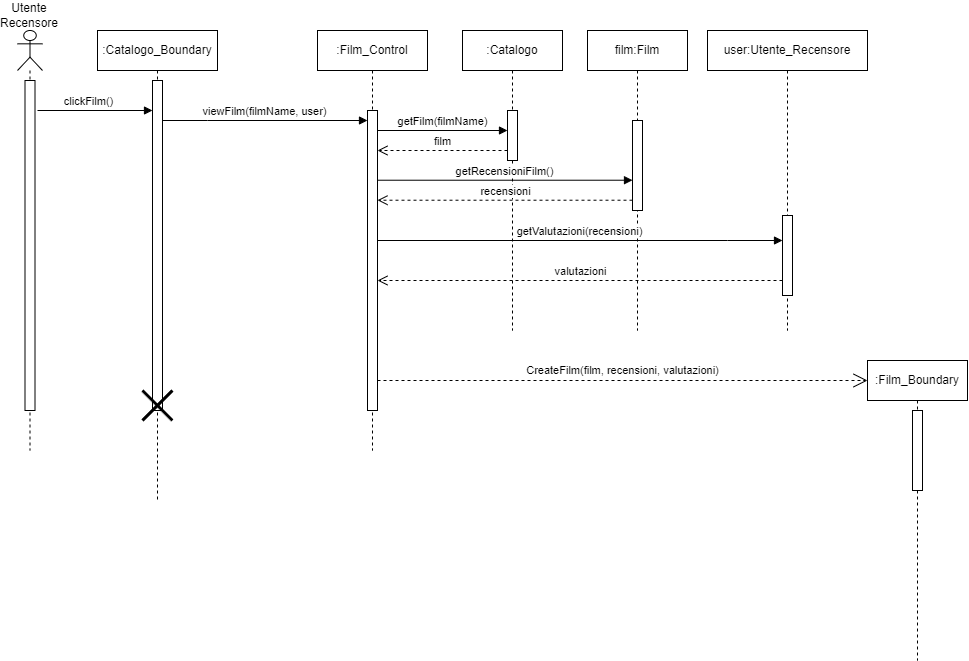 Utente
Recensore
:Catalogo_Boundary
:Film_Control
:Catalogo
film:Film
user:Utente_Recensore
clickFilm()
viewFilm(filmName, user)
getFilm(filmName)
film
getRecensioniFilm()
recensioni
getValutazioni(recensioni)
valutazioni
CreateFilm(film, recensioni, valutazioni)
:Film_Boundary